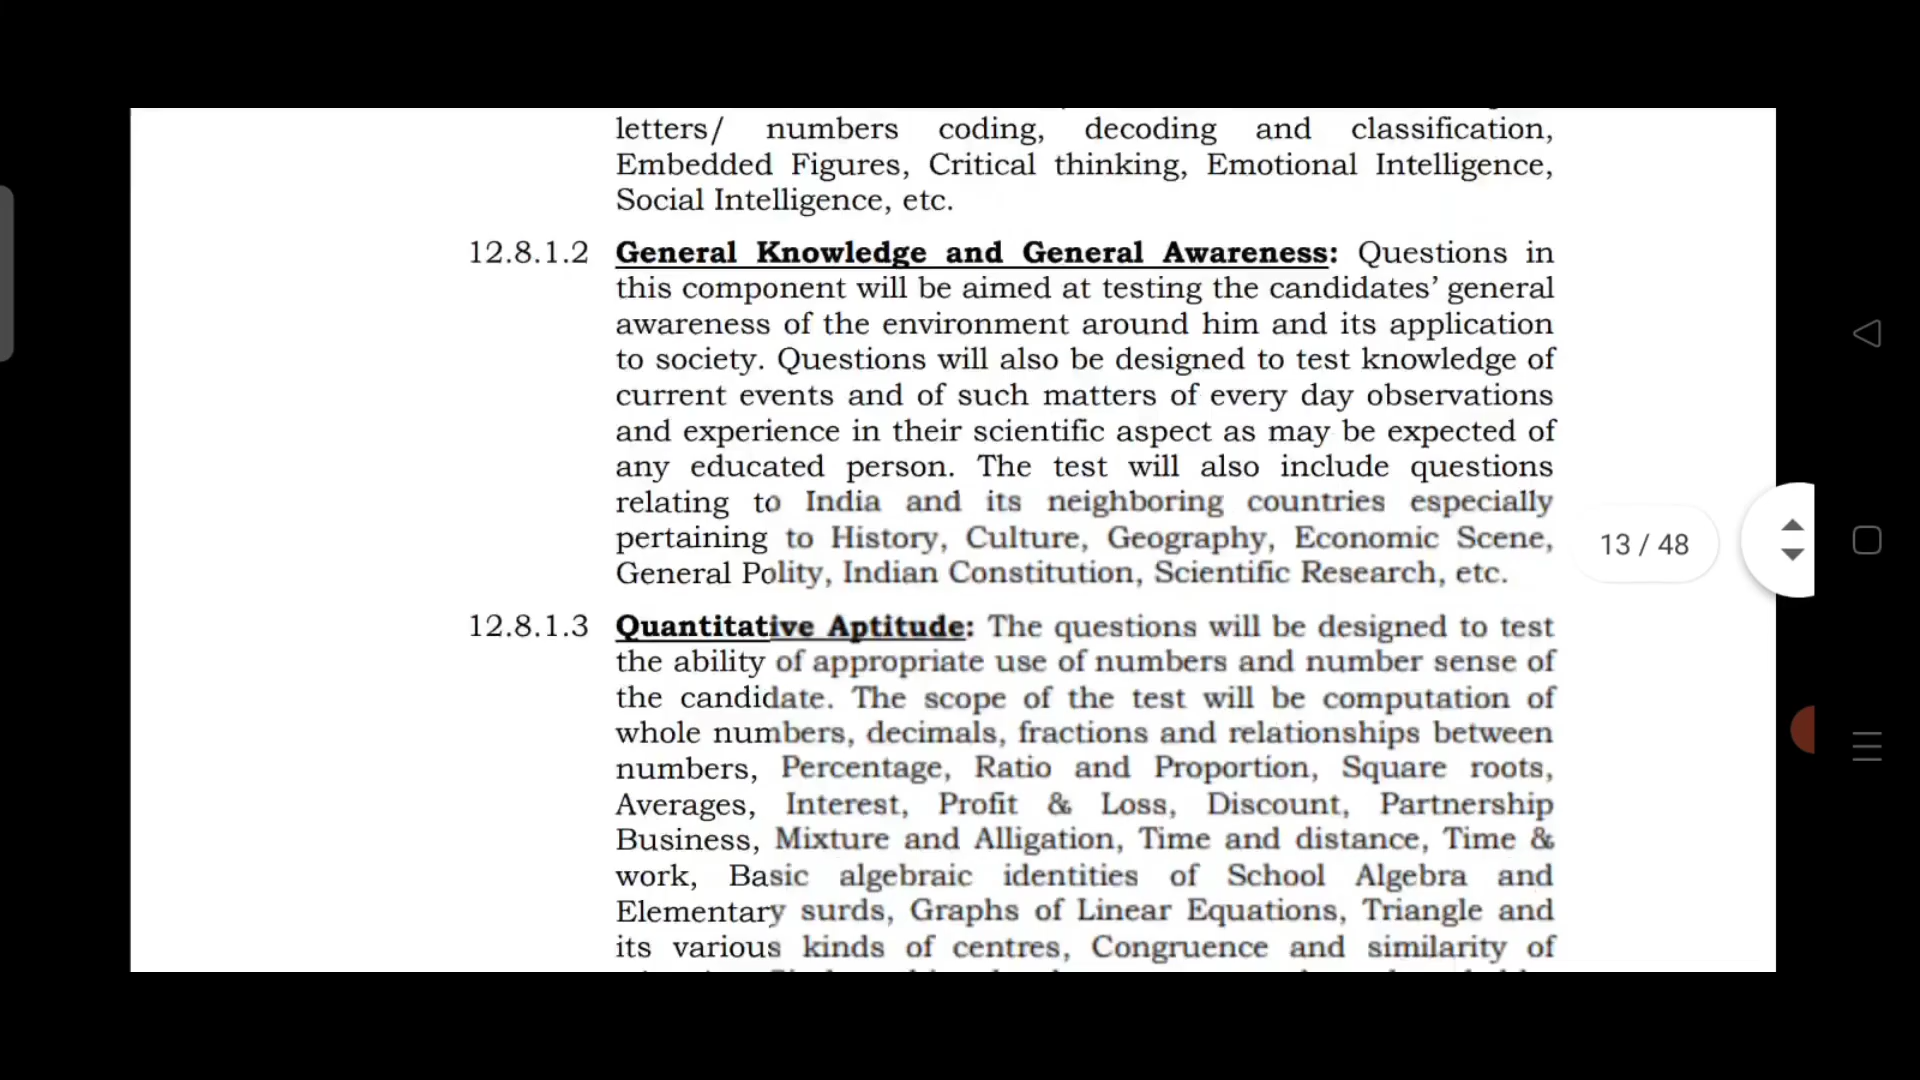 letters/ numbers coding, decoding and classification,
Embedded Figures, Critical thinking, Emotional Intelligence,
Social Intelligence, etc.
12.8.1.2 General Knowledge and General Awareness: Questions in
this component will be aimed at testing the candidates’ general
awareness of the environment around him and its application
to society. Questions will also be designed to test knowledge of
current events and of such matters of every day observations
and experience in their scientific aspect as may be expected of
any educated person. The test will also include questions
relating to India and its neighboring countries especially
pertaining to History, Culture, Geography, Economic Scene,
General Polity, Indian Constitution, Scientific Research, etc.
13 / 48
12.8.1.3 Quantitative Aptitude: The questions will be designed to test
the ability of appropriate use of numbers and number sense of
the candidate. The scope of the test will be computation of
whole numbers, decimals, fractions and relationships between
numbers, Percentage, Ratio and Proportion, Square roots,
Averages, Interest, Profit & Loss, Discount, Partnership
Business, Mixture and Alligation, Time and distance, Time &
work, Basic algebraic identities of School Algebra and
Elementary surds, Graphs of Linear Equations, Triangle and
its various kinds of centres, Congruence and similarity of